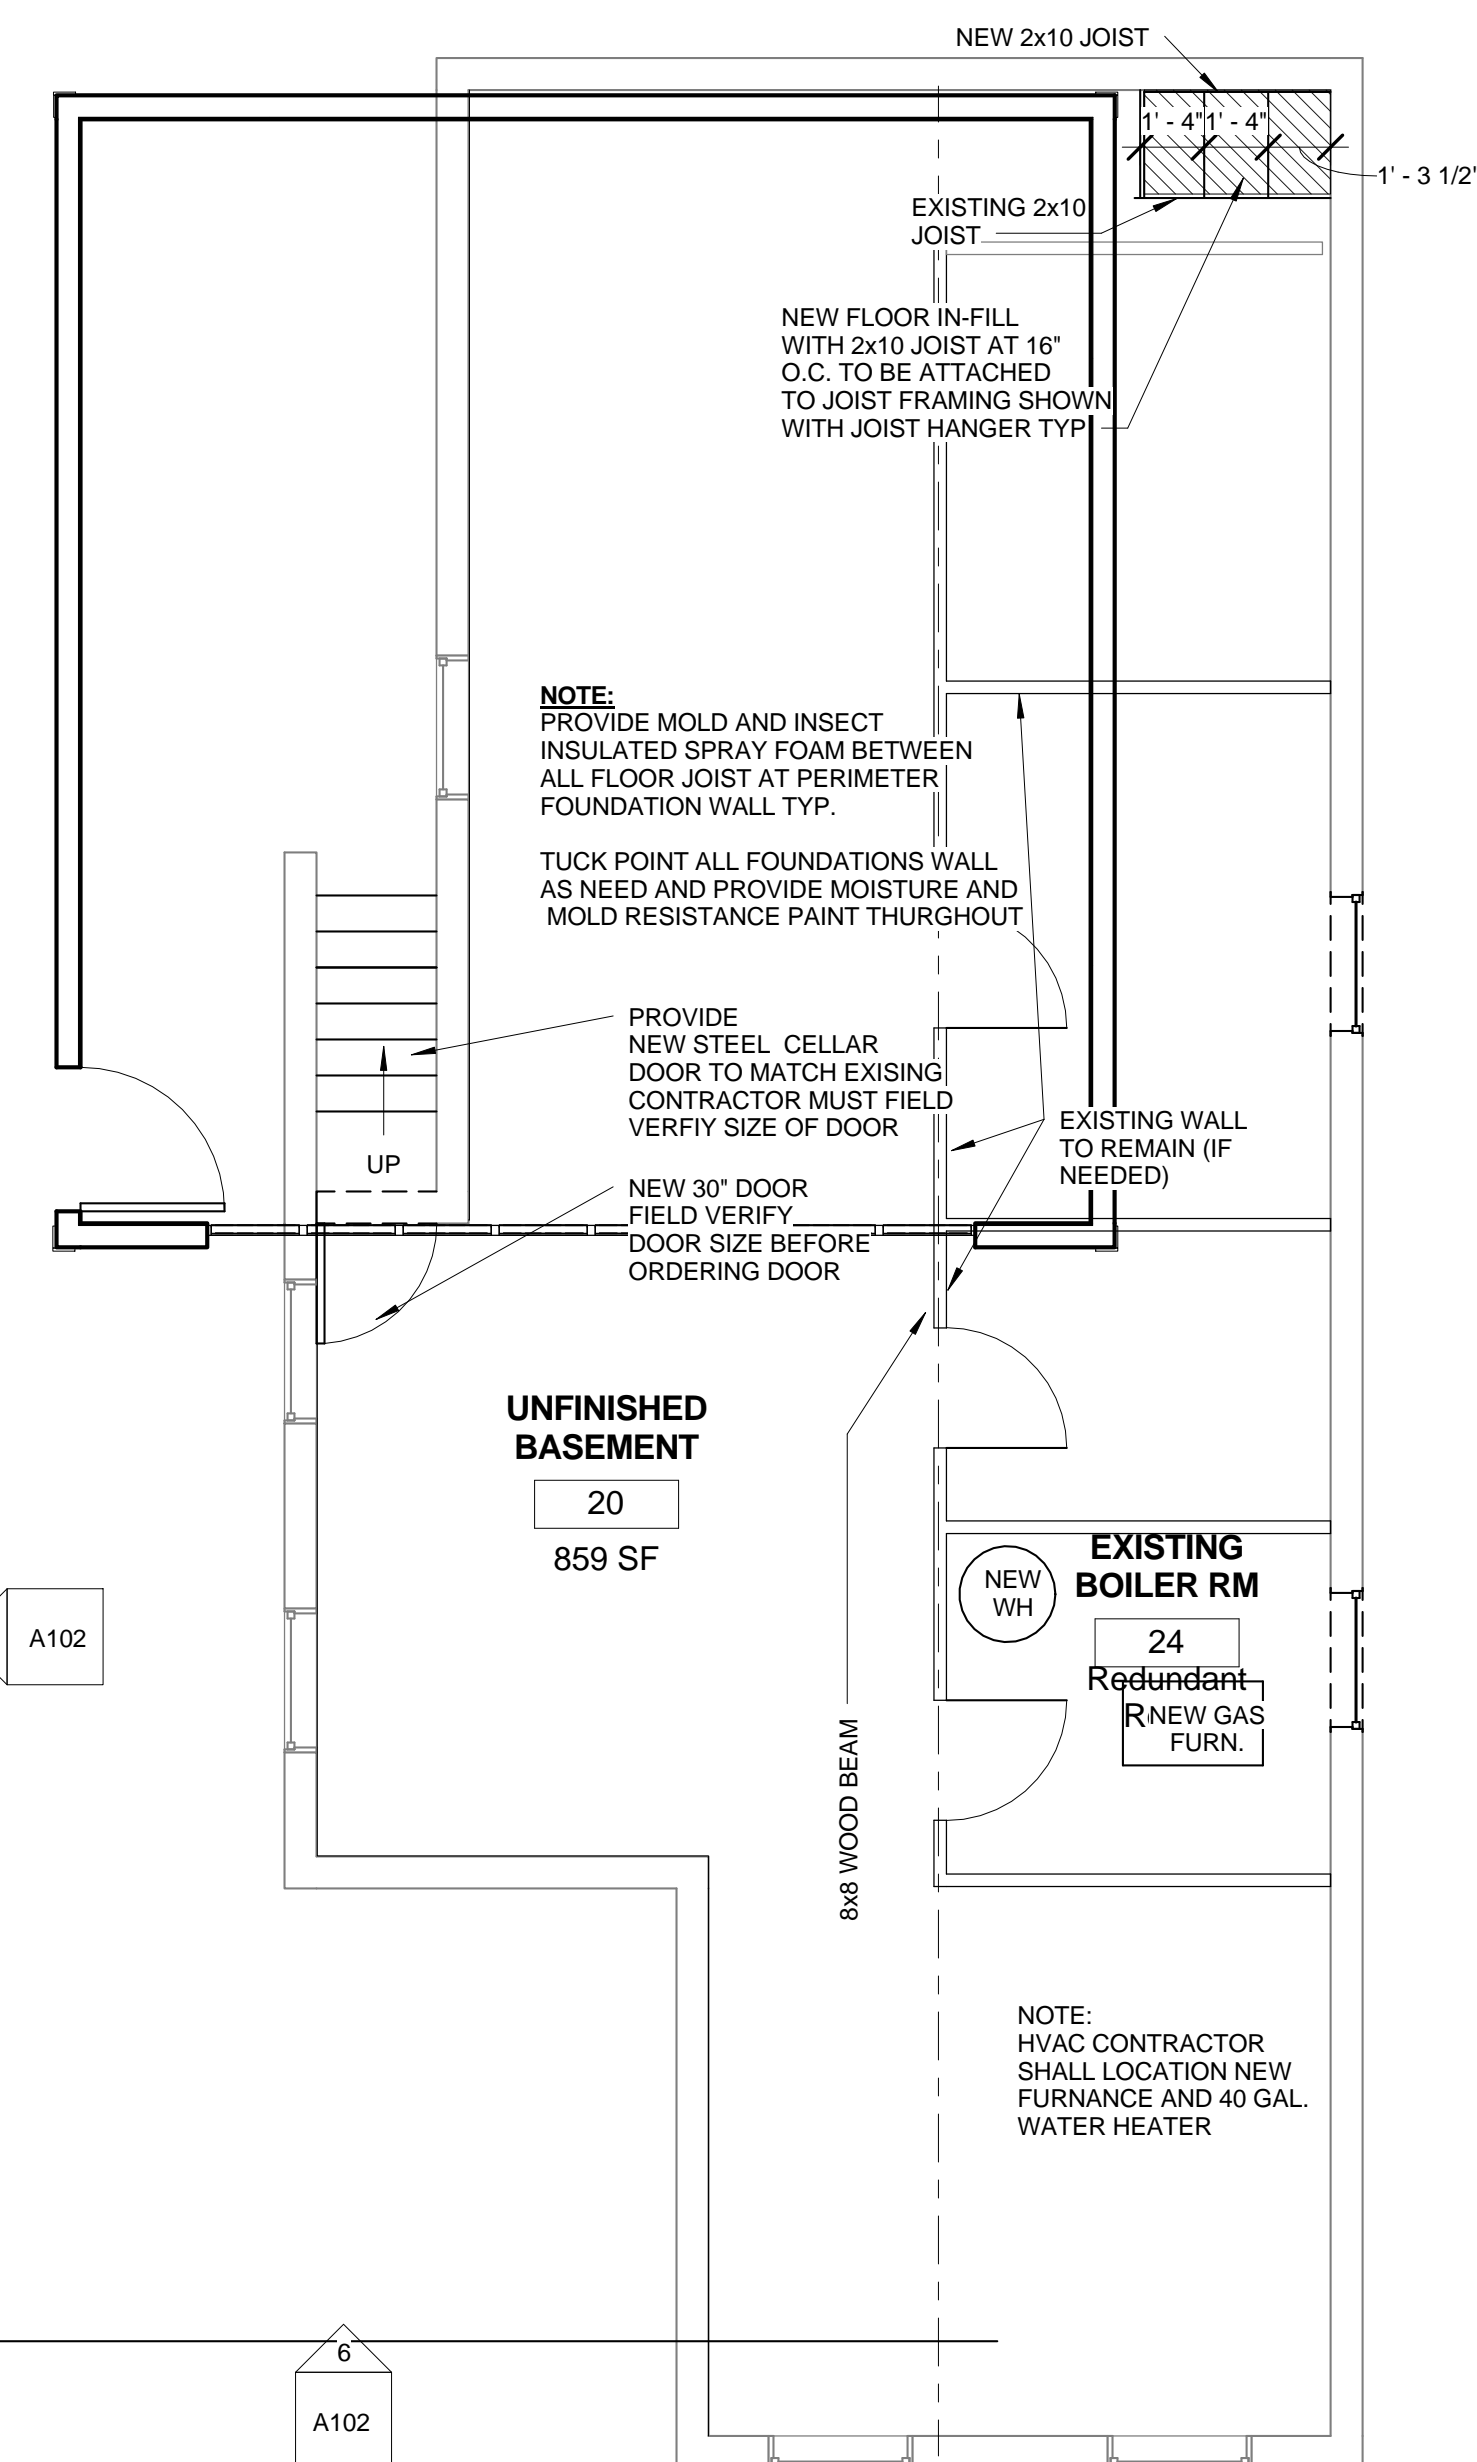 NEW 2x10 JOIST
1' - 4" 1' - 4"
1' - 3 1/2"
EXISTING 2x10
JOIST
NEW FLOOR IN-FILL
WITH 2x10 JOIST AT 16"
O.C. TO BE ATTACHED
TO JOIST FRAMING SHOWN
WITH JOIST HANGER TYP
NOTE:
PROVIDE MOLD AND INSECT
INSULATED SPRAY FOAM BETWEEN
ALL FLOOR JOIST AT PERIMETER
FOUNDATION WALL TYP.
TUCK POINT ALL FOUNDATIONS WALL
AS NEED AND PROVIDE MOISTURE AND
MOLD RESISTANCE PAINT THURGHOUT
PROVIDE
NEW STEEL CELLAR
DOOR TO MATCH EXISING
CONTRACTOR MUST FIELD
VERFIY SIZE OF DOOR
EXISTING WALL
TO REMAIN (IF
NEEDED)
UP
NEW 30" DOOR
FIELD VERIFY
DOOR SIZE BEFORE
ORDERING DOOR
UNFINISHED
BASEMENT
20
859 SF
EXISTING
BOILER RM
24
Redundant
NEW
WH
NEW GAS
FURN.
A102
8x8 WOOD BEAM
NOTE:
HVAC CONTRACTOR
SHALL LOCATION NEW
FURNANCE AND 40 GAL.
WATER HEATER
6
A102